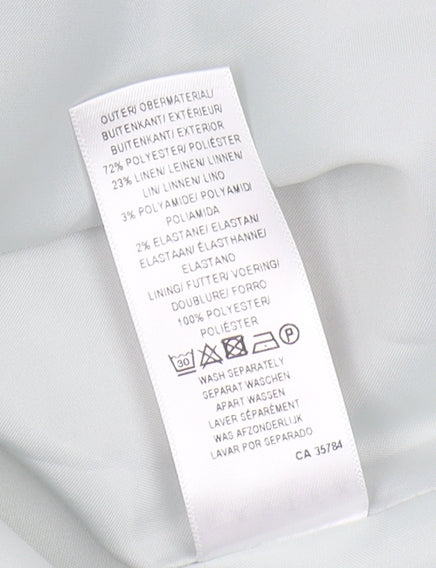 OUTER/ OBERMATERIAL/
BUITENKANT/ EXTÉRIEUR/
BUITENKANT/ EXTERIOR
72% POLYESTER/ POLIÉSTER
23% LINEN/ LEINEN/ LINNEN/
LIN/ LINNEN/ LINO
3% POLYAMIDE/ POLYAMID/
POLIAMIDA
2% ELASTANE/ ELASTAN/
ELASTAAN/ ÉLASTHANNE/
ELASTANO
LINING/ FUTTER/ VOERING/
DOUBLURE/ FORRO
100% POLYESTER/
POLIÉSTER
30 P
WASH SEPARATELY
SEPARAT WASCHEN
APART WASSEN
LAVER SÉPARÉMENT
WAS AFZONDERLIJK
LAVAR POR SEPARADO
CA 35784